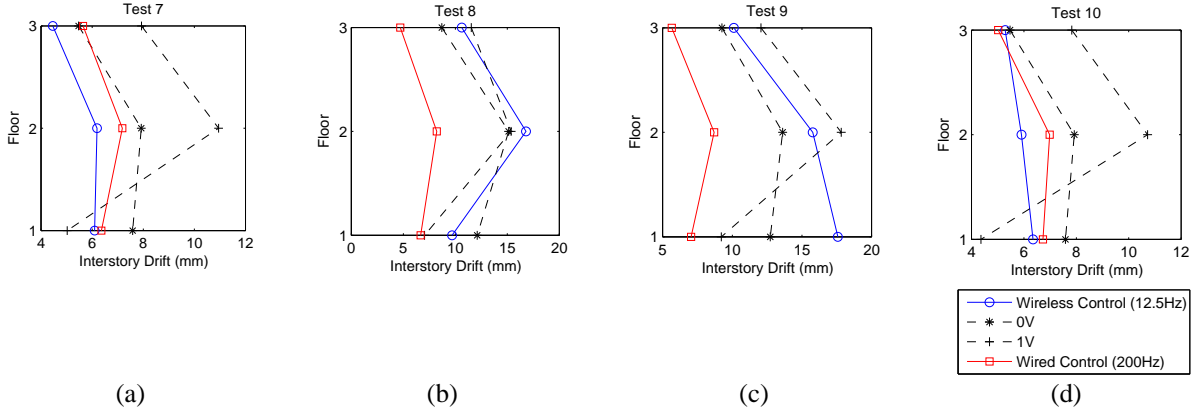 Test 7
3
2
1
Floor
4 6 8 10 12
Interstory Drift (mm)
(a)
Test 8
3
2
1
Floor
0 5 10 15 20
Interstory Drift (mm)
(b)
Test 9
3
2
1
Floor
5 10 15 20
Interstory Drift (mm)
(c)
Test 10
3
2
1
Floor
4 6 8 10 12
Interstory Drift (mm)
Wireless Control (12.5Hz)
0V
1V
Wired Control (200Hz)
(d)